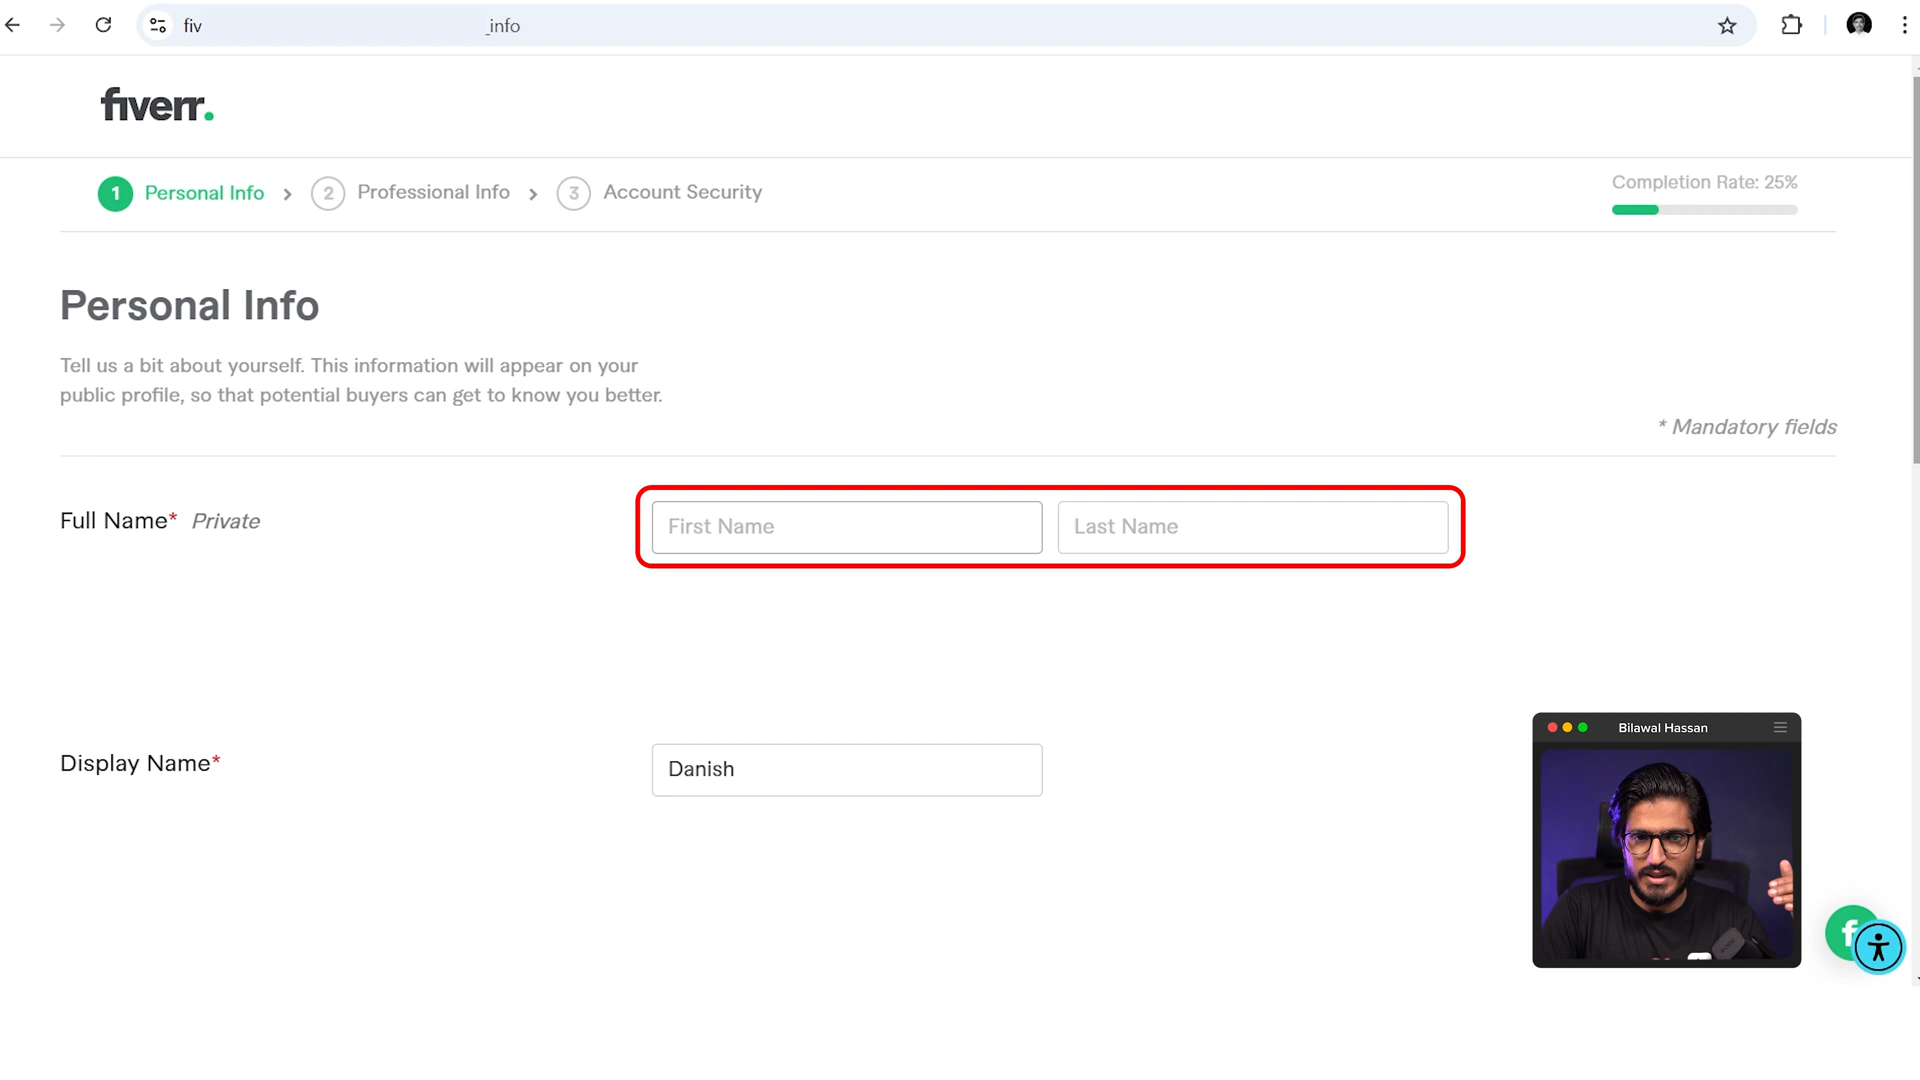 fiv _info
fiverr.
1 Personal Info > 2 Professional Info > 3 Account Security
Completion Rate: 25%
Personal Info
Tell us a bit about yourself. This information will appear on your
public profile, so that potential buyers can get to know you better.
* Mandatory fields
Full Name* Private
First Name
Last Name
Display Name*
Danish
Bilawal Hassan
f